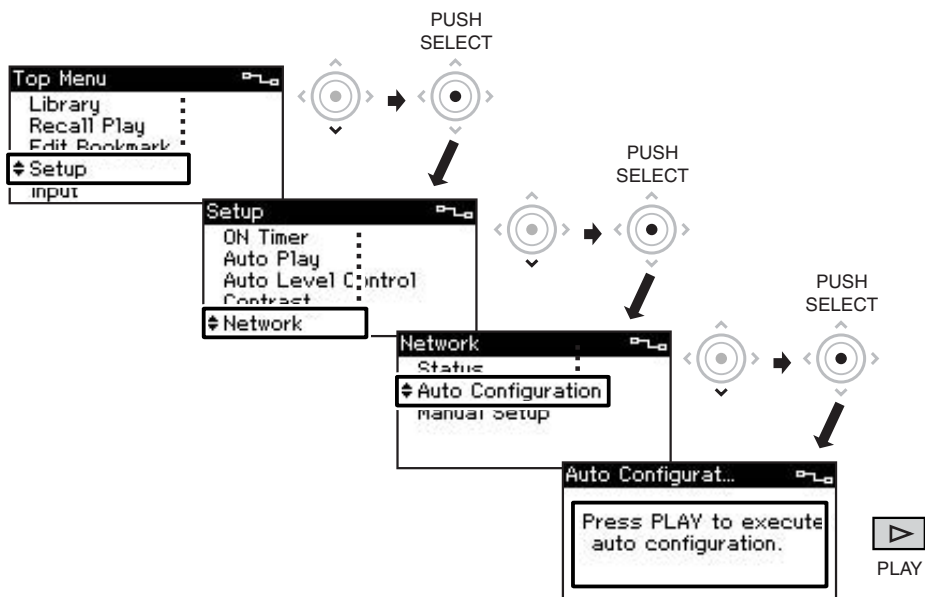 PUSH
SELECT
Top Menu
Library
Recall Play
Edit Bookmark
Setup
Input
PUSH
SELECT
Setup
ON Timer
Auto Play
Auto Level Control
Contrast
Network
PUSH
SELECT
Network
Status
Auto Configuration
Manual Setup
Auto Configurat...
Press PLAY to execute
auto configuration.
PLAY